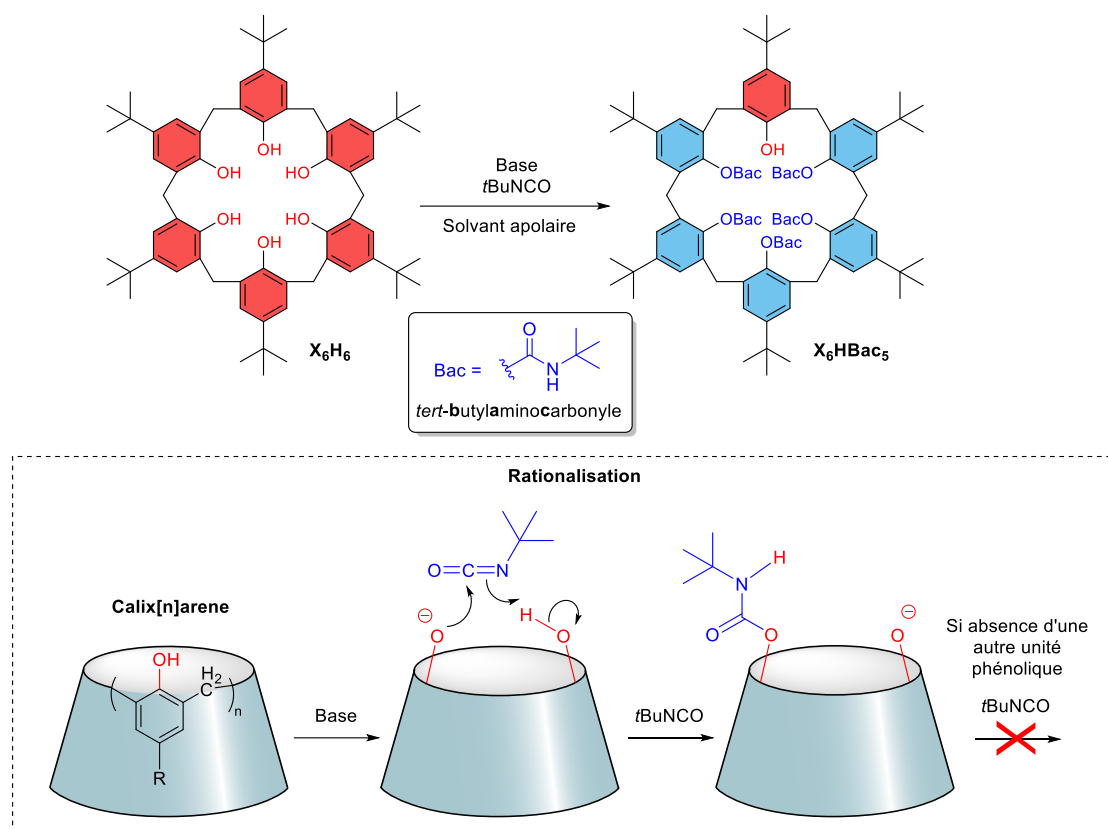 OH
OH
OH
HO
OH
HO
OH
Base
tBuNCO
Solvant apolaire
OH
OBac
BacO
OBac
BacO
OBac
X6H6
X6HBac5
Bac =
O
N
H
tert-butylaminocarbonyle
Rationalisation
Calix[n]arene
OH
C
H2
n
R
Base
O=C=N
O
H
O
tBuNCO
H
N
O
O
O
Si absence d'une
autre unité
phénolique
tBuNCO